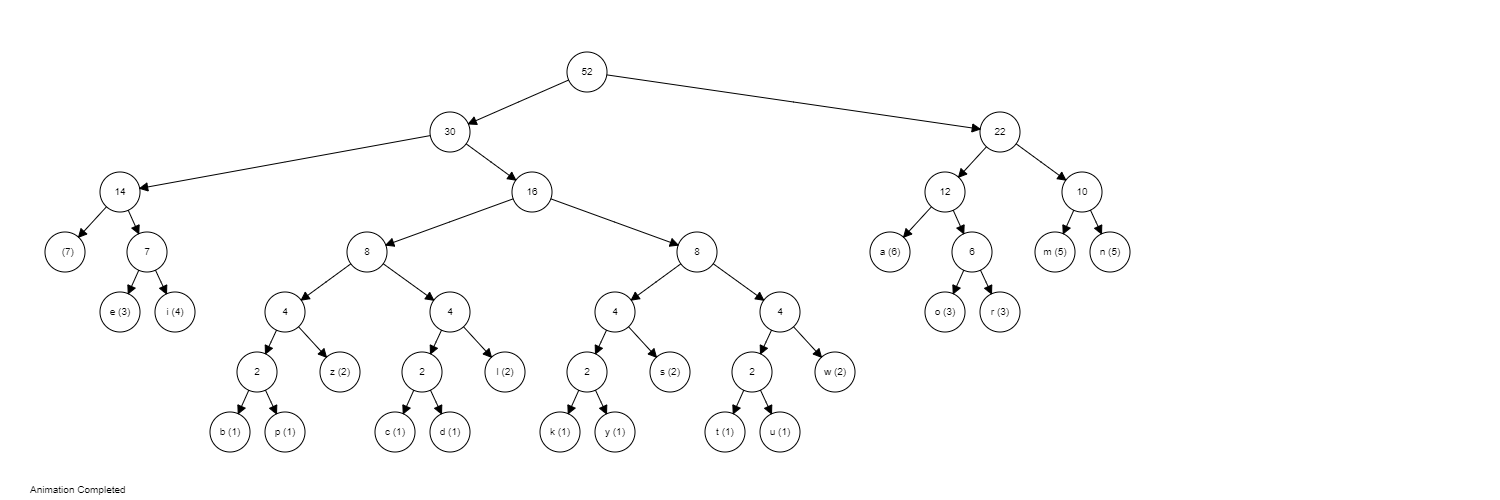 52
30 22
14 16 12 10
(7) 7 8 8 a (6) 6 m (5) n (5)
e (3) i (4) 4 4 4 4 o (3) r (3)
2 z (2) 2 l (2) 2 s (2) 2 w (2)
b (1) p (1) c (1) d (1) k (1) y (1) t (1) u (1)
Animation Completed